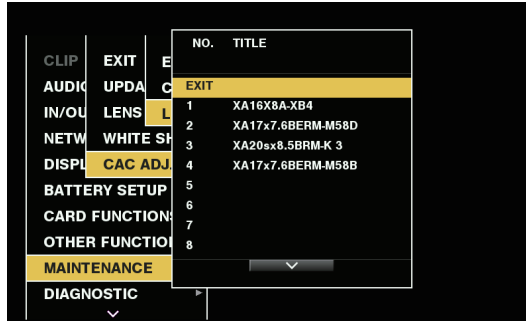 CLIP
AUDIO
IN/OU
NETW
DISPL
BATTERY SETUP
CARD FUNCTIONS
OTHER FUNCTIO
MAINTENANCE
DIAGNOSTIC
EXIT
UPDA
LENS
WHITE SH
CAC ADJ.
E
C
L
NO. TITLE
EXIT
1 XA16X8A-XB4
2 XA17x7.6BERM-M58D
3 XA20sx8.5BRM-K 3
4 XA17x7.6BERM-M58B
5
6
7
8